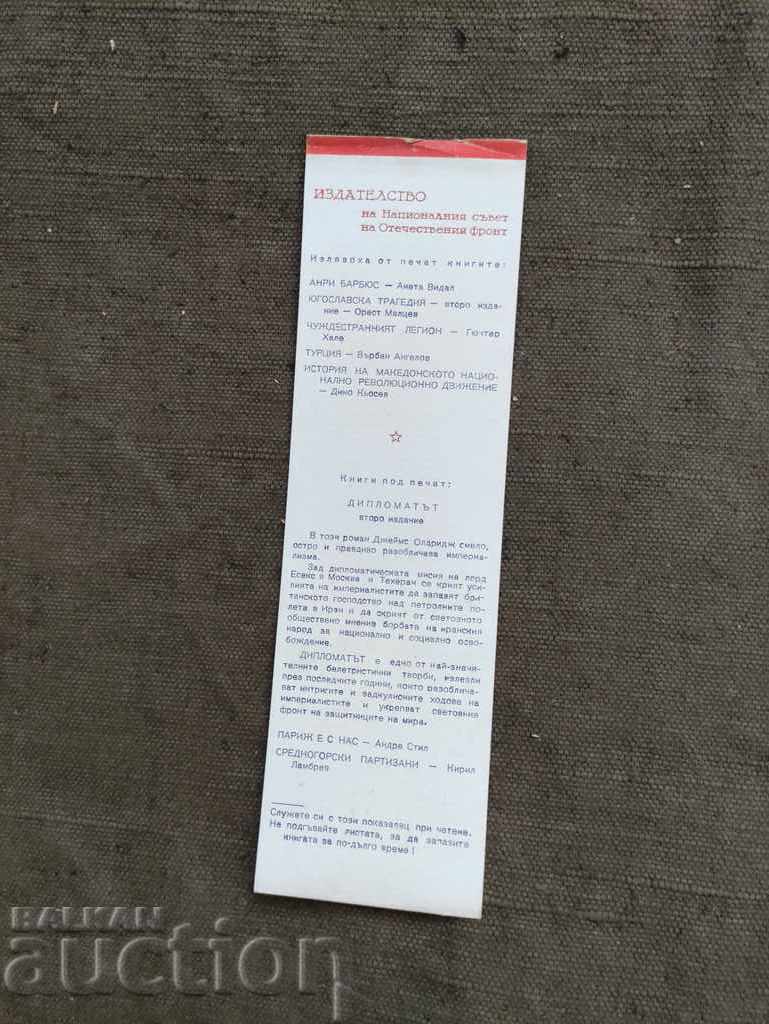 ИЗДАТЕЛСТВО
на Националния съвет
на Отечествения фронт
Излязоха от печат книгите:
АНРИ БАРБЮС — Анета Видал
ЮГОСЛАВСКА ТРАГЕДИЯ — второ изда-
ние — Орест Малцев
ЧУЖДЕСТРАННИЯТ ЛЕГИОН — Гюнтер
Хале
ТУРЦИЯ — Върбан Ангелов
ИСТОРИЯ НА МАКЕДОНСКОТО НАЦИО-
НАЛНО РЕВОЛЮЦИОННО ДВИЖЕНИЕ
— Дино Кьосев
Книги под печат:
ДИПЛОМАТЪТ
второ издание
В този роман Джеймс Олдридж смело,
остро и правдиво разобличава империа-
лизма.
Зад дипломатическата мисия на лорд
Есекс в Москва и Техеран се крият уси-
лията на империалистите да запазят бри-
танското господство над петролните по-
лета в Иран и да скрият от световното
обществено мнение борбата на иранския
народ за национално и социално осво-
бождение.
ДИПЛОМАТЪТ е едно от най-значи-
телните белетристични творби, излезли
през последните години, които разоблича-
ват интригите и задкулисните ходове на
империалистите и укрепват световния
фронт на защитниците на мира.
ПАРИЖ Е С НАС — Андре Стил
СРЕДНОГОРСКИ ПАРТИЗАНИ — Кирил
Ламбрев
Служете си с този показалец при четене.
Не подгъвайте листата, за да запазите
книгата за по-дълго време!
BALKAN
auction